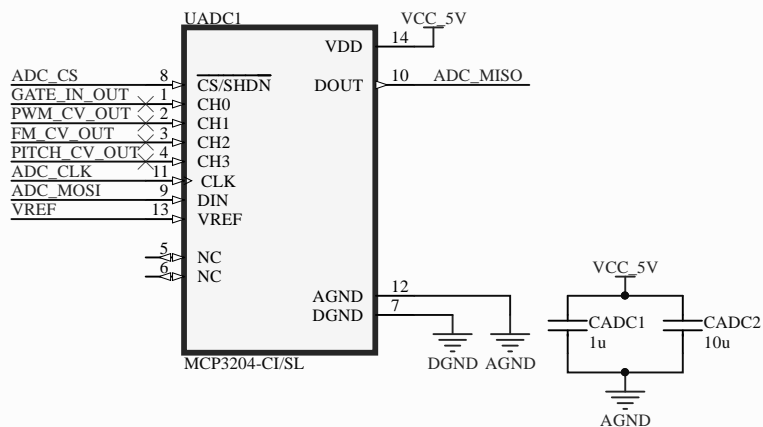 UADC1
VCC_5V
VDD 14
ADC_CS 8 CS/SHDN DOUT 10 ADC_MISO
GATE_IN_OUT 1 CH0
PWM_CV_OUT 2 CH1
FM_CV_OUT 3 CH2
PITCH_CV_OUT 4 CH3
ADC_CLK 11 CLK
ADC_MOSI 9 DIN
VREF 13 VREF
5 NC
6 NC
AGND 12
DGND 7
DGND AGND
MCP3204-CI/SL
VCC_5V
CADC1 CADC2
1u 10u
AGND